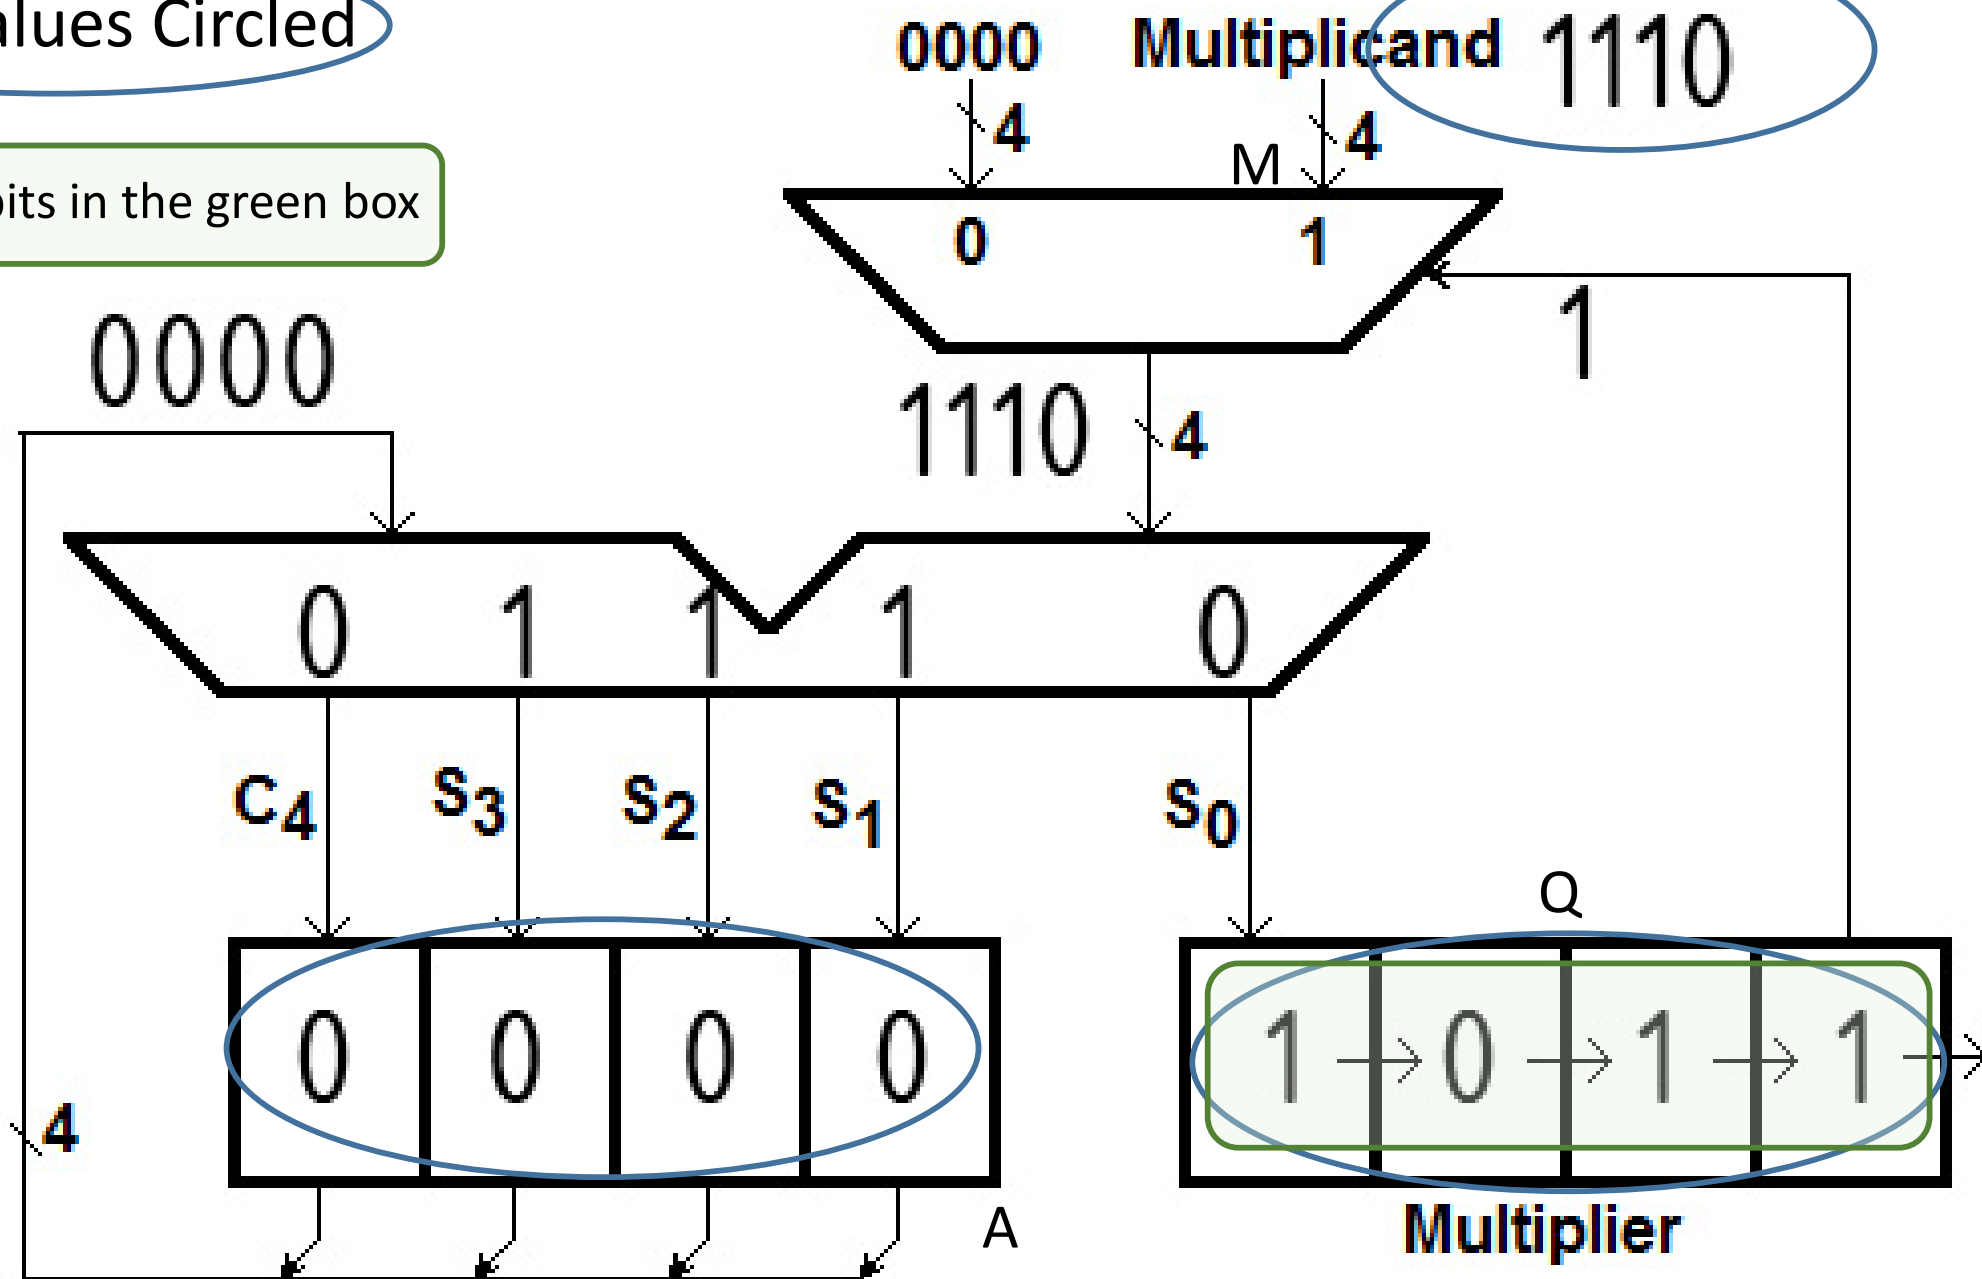 alues Circled
0000 Multiplicand 1110
4 4
M
0 1
bits in the green box
1
0000
1110 4
0 1 1 1 0
C4 S3 S2 S1 S0
Q
0 0 0 0 1 0 1 1
4
A
Multiplier